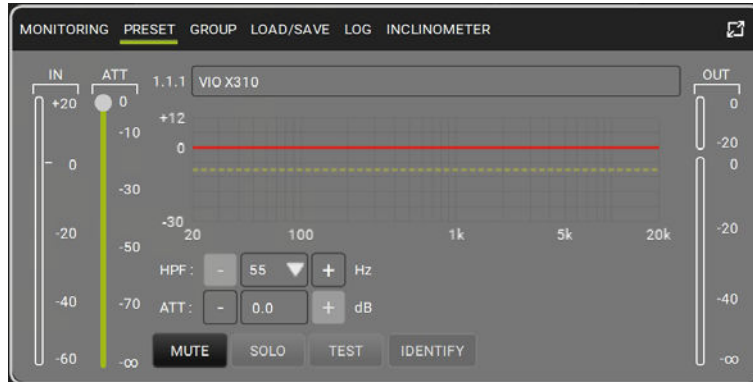 MONITORING PRESET GROUP LOAD/SAVE LOG INCLINOMETER
IN ATT 1.1.1 VIO X310 OUT
+20 0 +12 0
-10 0 -20
0 0
-30
-20 -30 -20
20 100 1k 5k 20k
-50
HPF: - 55 + Hz
-40 -70 ATT: - 0.0 + dB -40
-60 -∞ MUTE SOLO TEST IDENTIFY -∞